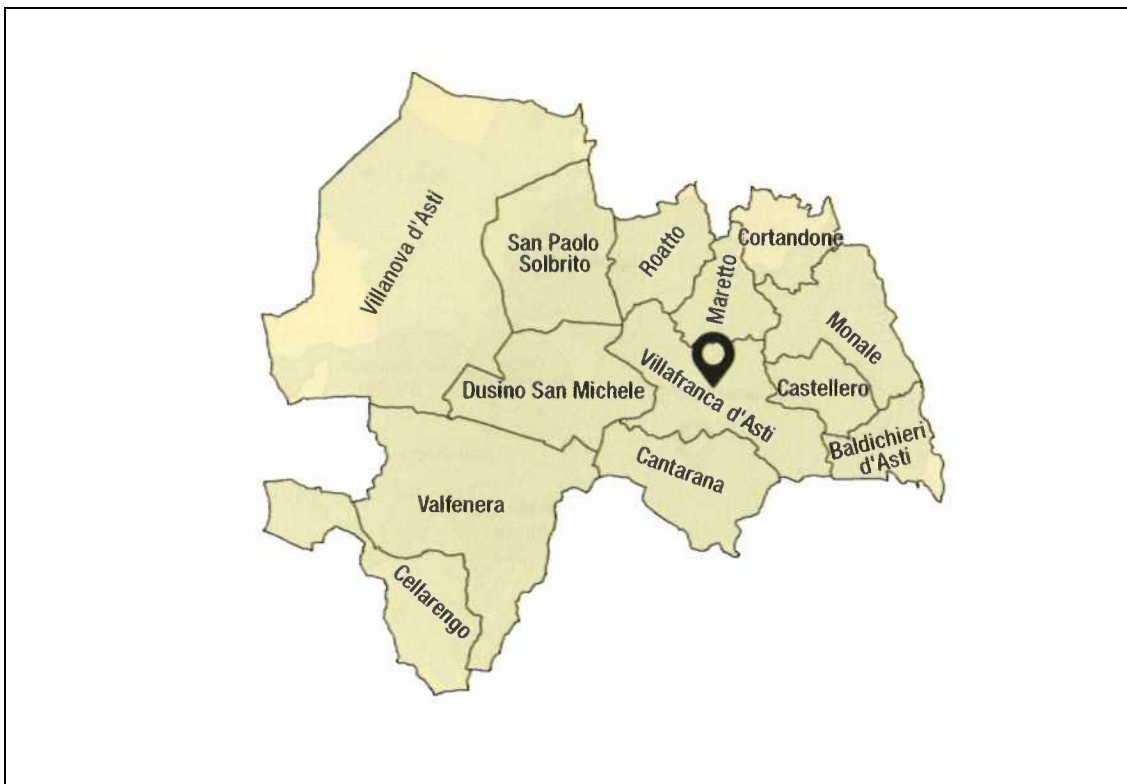 Villanova d'Asti
San Paolo
Solbrito
Roatto
Maretto
Cortandone
Monale
Dusino San Michele
Villafranca d'Asti
Castellero
Baldichieri
d'Asti
Cantarana
Valfenera
Cellarengo